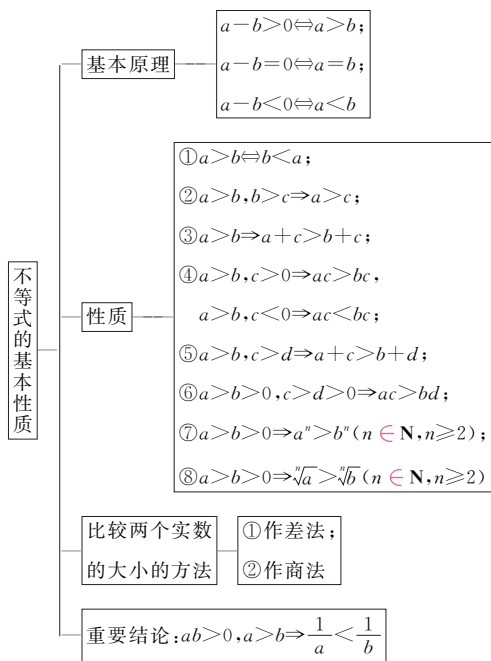 不等式的基本性质
基本原理
a－b>0⇔a>b；
a－b=0⇔a=b；
a－b<0⇔a<b
性质
①a>b⇔b<a；
②a>b,b>c⇒a>c；
③a>b⇒a+c>b+c；
④a>b,c>0⇒ac>bc,
a>b,c<0⇒ac<bc；
⑤a>b,c>d⇒a+c>b+d；
⑥a>b>0,c>d>0⇒ac>bd；
⑦a>b>0⇒aⁿ>bⁿ(n∈N,n≥2)；
⑧a>b>0⇒ⁿ√a>ⁿ√b(n∈N,n≥2)
比较两个实数
的大小的方法
①作差法；
②作商法
重要结论:ab>0,a>b⇒1/a<1/b